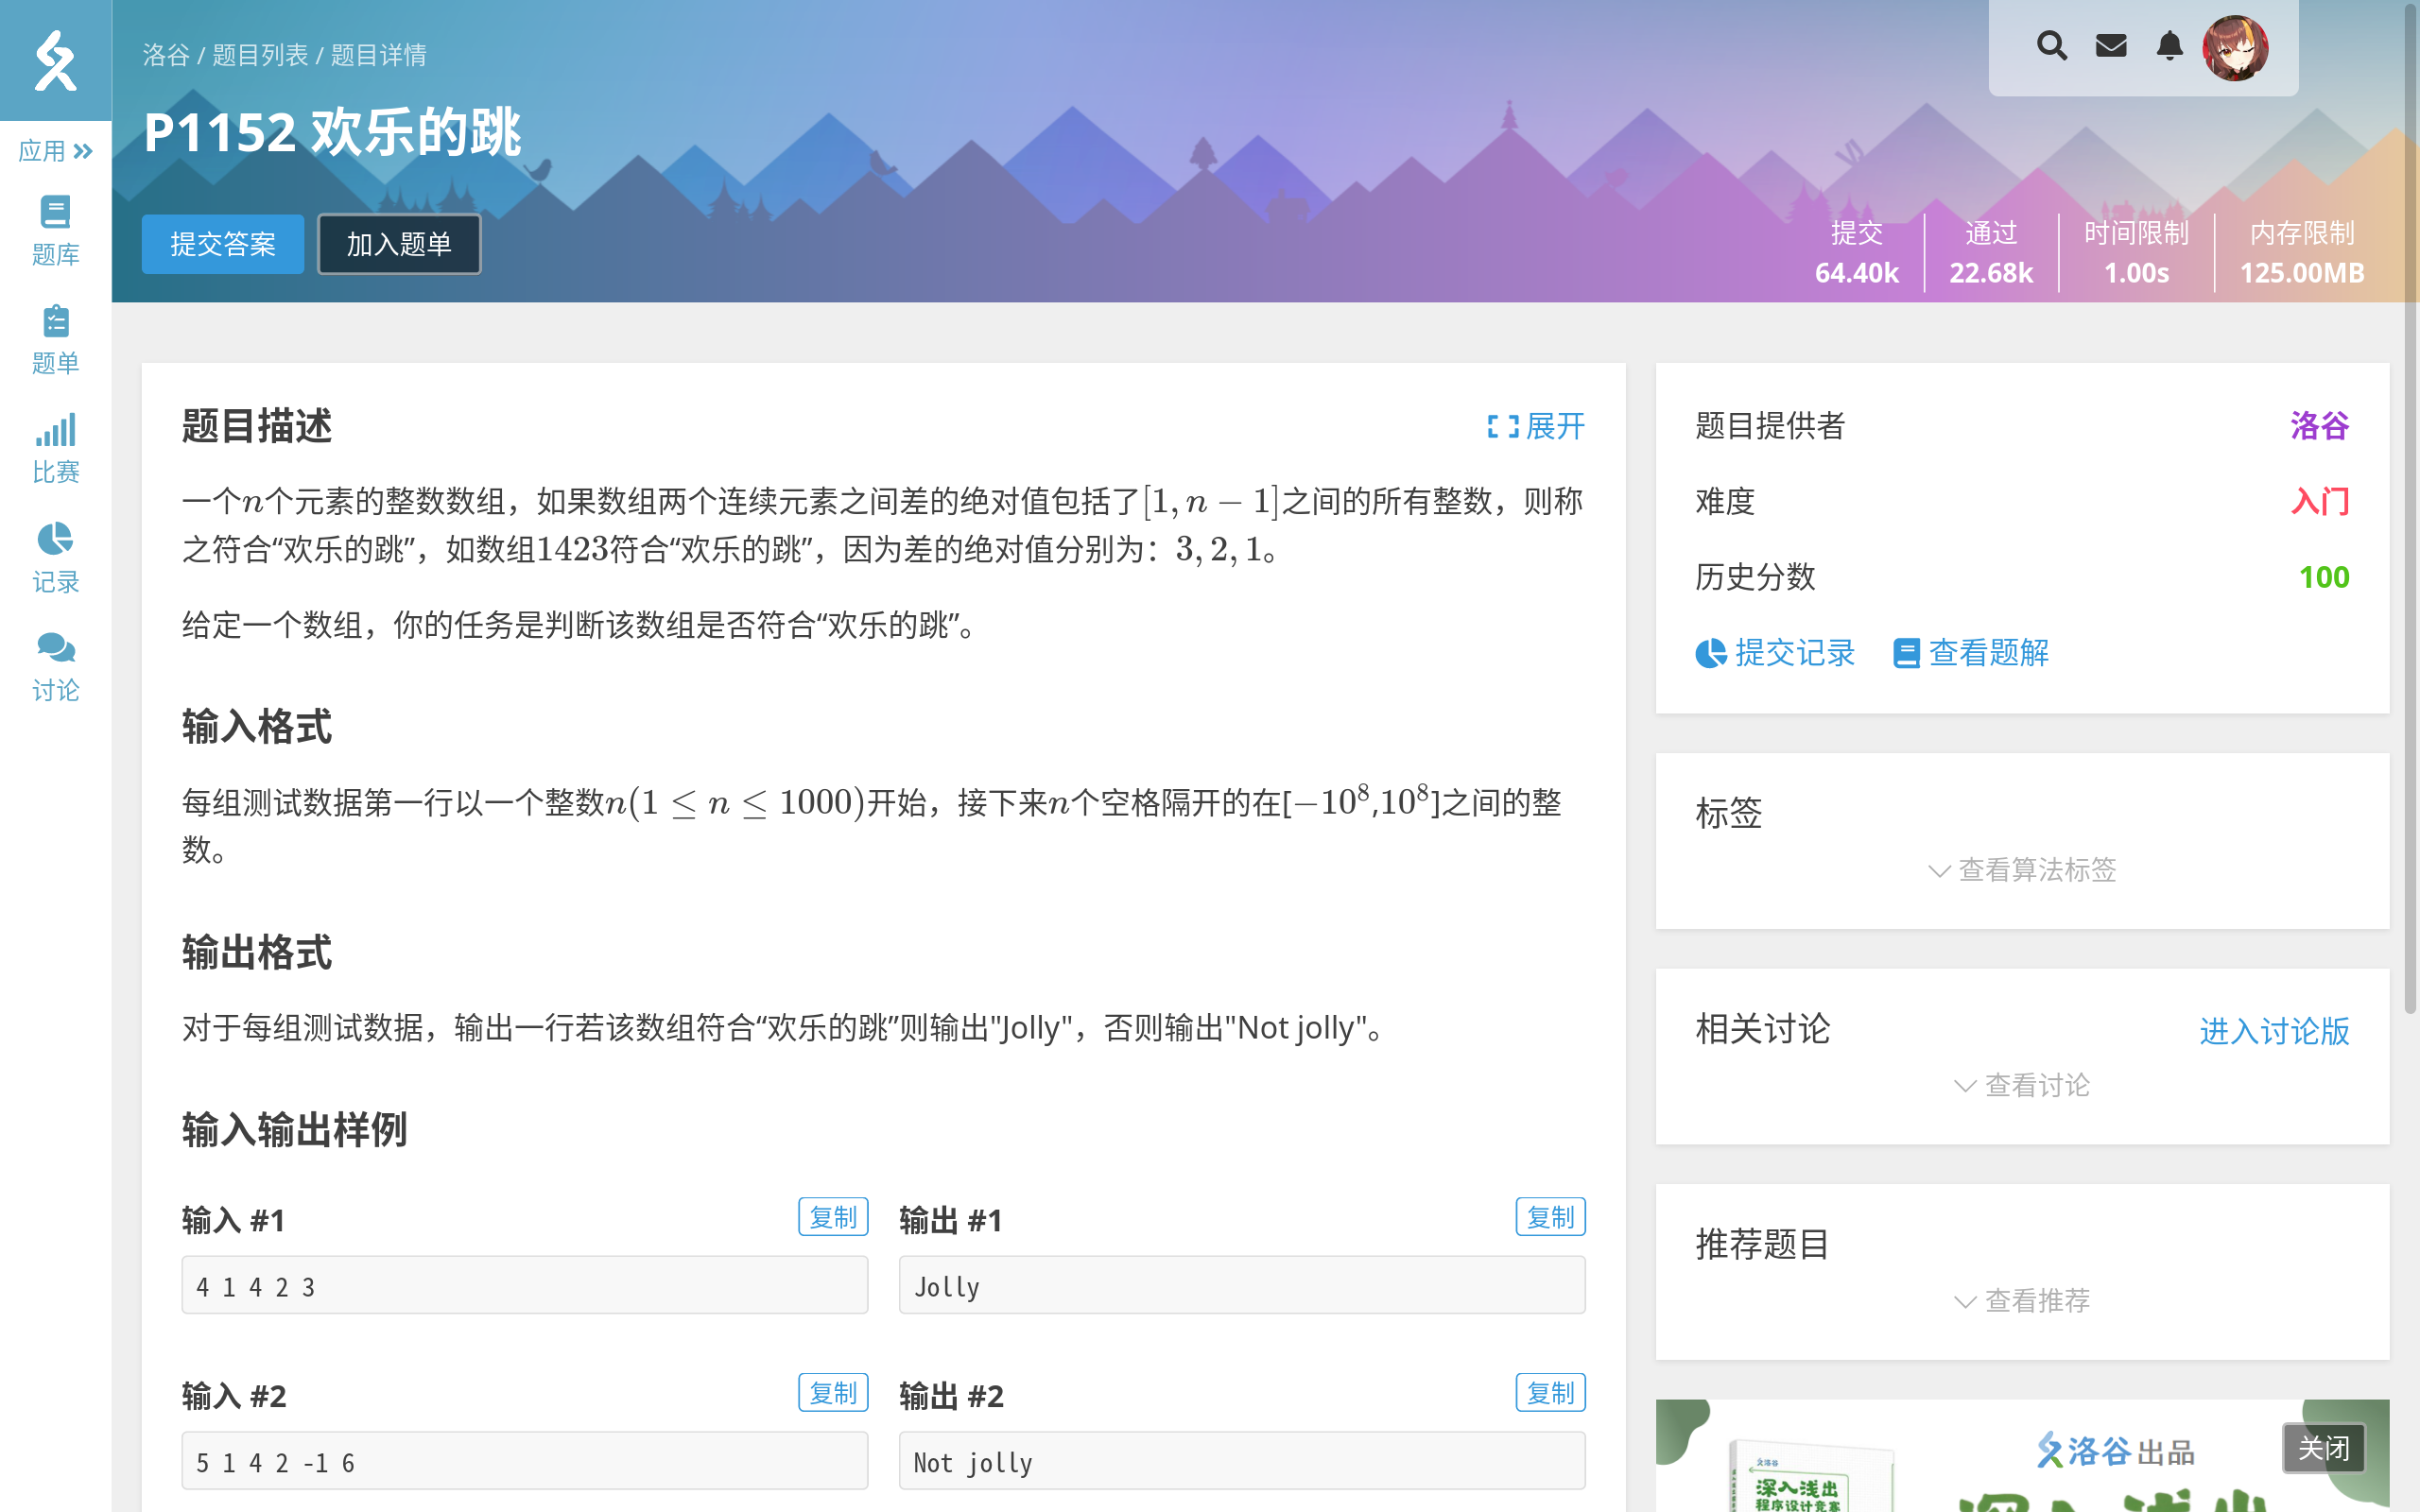 洛谷 / 题目列表 / 题目详情
P1152 欢乐的跳
提交答案
加入题单
提交
64.40k
通过
22.68k
时间限制
1.00s
内存限制
125.00MB
应用
题库
题单
比赛
记录
讨论
题目描述
展开
一个n个元素的整数数组，如果数组两个连续元素之间差的绝对值包括了[1, n − 1]之间的所有整数，则称
之符合“欢乐的跳”，如数组1423符合“欢乐的跳”，因为差的绝对值分别为：3, 2, 1。
给定一个数组，你的任务是判断该数组是否符合“欢乐的跳”。
输入格式
每组测试数据第一行以一个整数n(1 ≤ n ≤ 1000)开始，接下来n个空格隔开的在[−10⁸,10⁸]之间的整
数。
输出格式
对于每组测试数据，输出一行若该数组符合“欢乐的跳”则输出"Jolly"，否则输出"Not jolly"。
输入输出样例
输入 #1
复制
输出 #1
复制
4 1 4 2 3
Jolly
输入 #2
复制
输出 #2
复制
5 1 4 2 -1 6
Not jolly
题目提供者
洛谷
难度
入门
历史分数
100
提交记录
查看题解
标签
查看算法标签
相关讨论
进入讨论版
查看讨论
推荐题目
查看推荐
洛谷出品
关闭
洛谷
深入浅出
程序设计竞赛
深入浅出